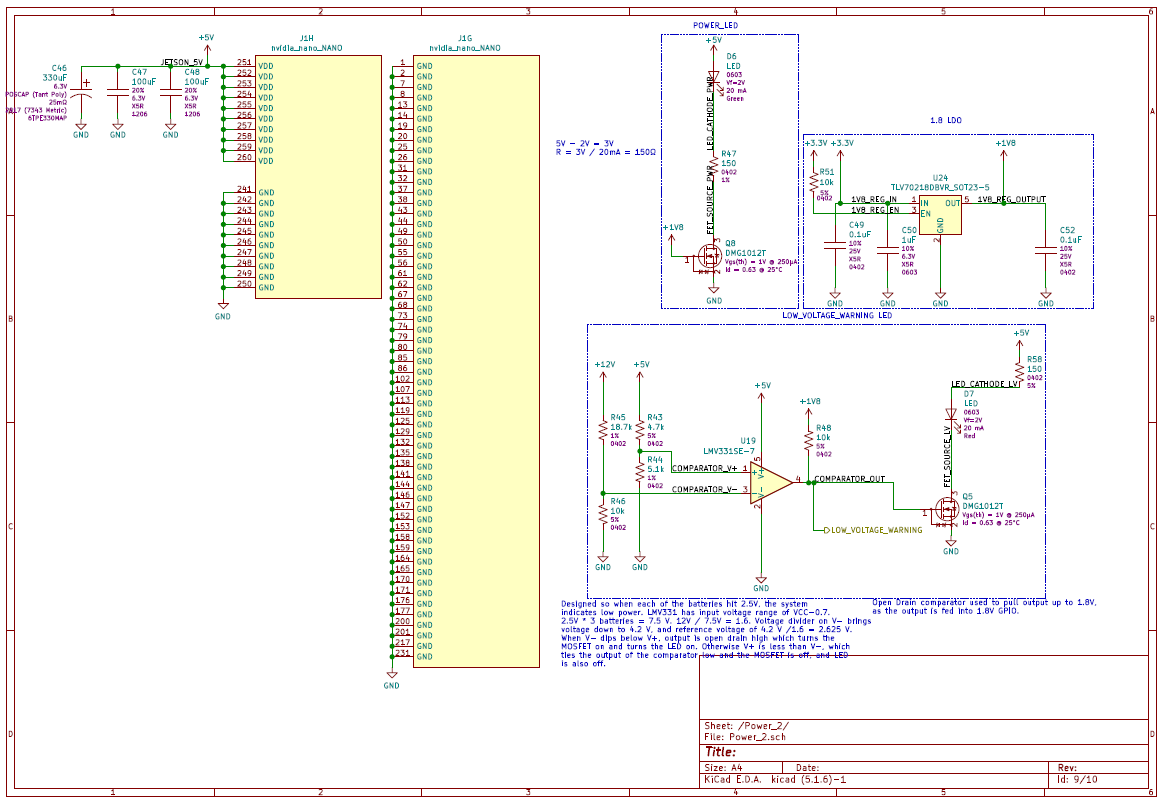 1 2 3 4 5 6
A
B
C
D
+5V
JETSON_5V
C46
330uF
6.3V
POSCAP (Tant Poly)
25mΩ
(7343 Metric)
6TPE330MAP
GND
C47
100uF
20%
6.3V
X5R
1206
GND
C48
100uF
20%
6.3V
X5R
1206
GND
J1H
nvidia_nano_NANO
251 VDD
252 VDD
253 VDD
254 VDD
255 VDD
256 VDD
257 VDD
258 VDD
259 VDD
260 VDD
241 GND
242 GND
243 GND
244 GND
245 GND
246 GND
247 GND
248 GND
249 GND
250 GND
GND
J1G
nvidia_nano_NANO
1 GND
2 GND
7 GND
8 GND
13 GND
14 GND
19 GND
20 GND
25 GND
26 GND
31 GND
32 GND
37 GND
38 GND
43 GND
44 GND
49 GND
50 GND
55 GND
56 GND
61 GND
62 GND
67 GND
68 GND
73 GND
74 GND
79 GND
80 GND
85 GND
86 GND
102 GND
107 GND
113 GND
119 GND
125 GND
129 GND
132 GND
135 GND
138 GND
141 GND
144 GND
146 GND
147 GND
152 GND
153 GND
158 GND
159 GND
164 GND
165 GND
170 GND
171 GND
176 GND
177 GND
200 GND
201 GND
217 GND
231 GND
GND
POWER_LED
+5V
D6
LED
0603
Vf=2V
20 mA
Green
LED_CATHODE_PWR
5V - 2V = 3V
R = 3V / 20mA = 150Ω
R47
150
0402
1%
FET_SOURCE_PWR
+1V8
1
3
2
Q8
DMG1012T
Vgs(th) = 1V @ 250µA
Id = 0.63 @ 25°C
GND
1.8 LDO
+3.3V +3.3V
R51
10k
5%
0402
1V8_REG_IN
1V8_REG_EN
U24
TLV70218DBVR_SOT23-5
1 IN
3 EN
OUT 5
GND
2
1V8_REG_OUTPUT
+1V8
C49
0.1uF
10%
25V
X5R
0402
GND
C50
1uF
10%
6.3V
X5R
0603
GND
GND
C52
0.1uF
10%
25V
X5R
0402
GND
LOW_VOLTAGE_WARNING LED
+12V
R45
18.7k
1%
0402
R46
10k
5%
0402
GND
+5V
R43
4.7k
5%
0402
R44
5.1k
1%
0402
GND
COMPARATOR_V+ 1
COMPARATOR_V- 3
+5V
U19
LMV331SE-7
5
V+
V-
2
4
GND
+1V8
R48
10k
5%
0402
COMPARATOR_OUT
LOW_VOLTAGE_WARNING
+5V
R58
150
0402
5%
LED_CATHODE_LV
D7
LED
0603
Vf=2V
20 mA
Red
FET_SOURCE_LV
1
3
2
Q5
DMG1012T
Vgs(th) = 1V @ 250µA
Id = 0.63 @ 25°C
GND
Designed so when each of the batteries hit 2.5V, the system
indicates low power. LMV331 has input voltage range of VCC-0.7.
2.5V * 3 batteries = 7.5 V. 12V / 7.5V = 1.6. Voltage divider on V- brings
voltage down to 4.2 V, and reference voltage of 4.2 V /1.6 = 2.625 V.
When V- dips below V+, output is open drain high which turns the
MOSFET on and turns the LED on. Otherwise V+ is less than V-, which
ties the output of the comparator low and the MOSFET is off, and LED
is also off.
Open Drain comparator used to pull output up to 1.8V,
as the output is fed into 1.8V GPIO.
Sheet: /Power_2/
File: Power_2.sch
Title:
Size: A4 Date: Rev:
KiCad E.D.A. kicad (5.1.6)-1 Id: 9/10